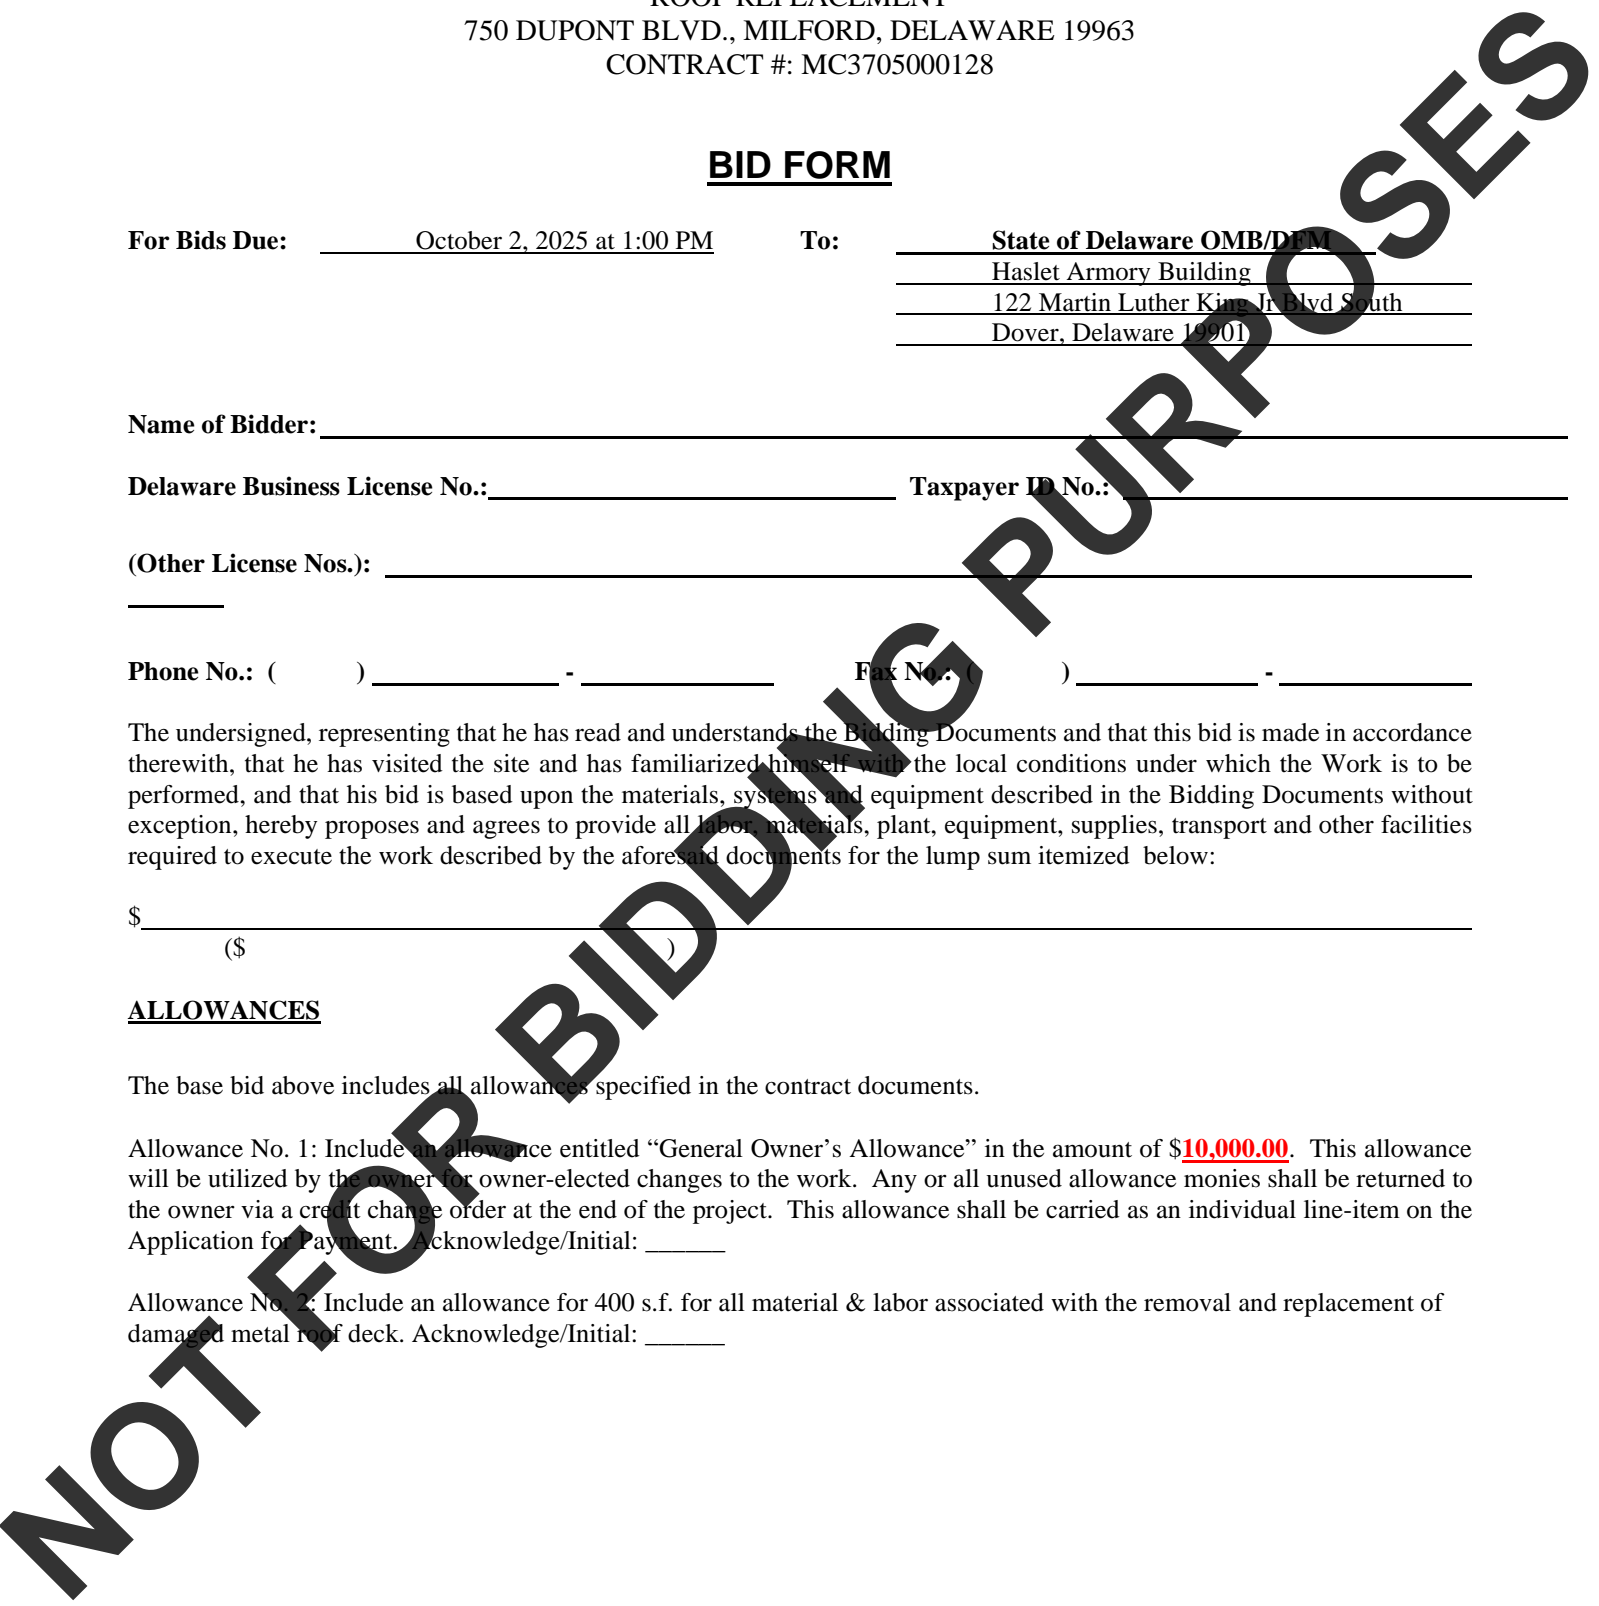 ROOF REPLACEMENT
750 DUPONT BLVD., MILFORD, DELAWARE 19963
CONTRACT #: MC3705000128
BID FORM
For Bids Due: October 2, 2025 at 1:00 PM To: State of Delaware OMB/DFM
Haslet Armory Building
122 Martin Luther King Jr Blvd South
Dover, Delaware 19901
Name of Bidder:
Delaware Business License No.: Taxpayer ID No.:
(Other License Nos.):
Phone No.: ( ) - Fax No.: ( ) -
The undersigned, representing that he has read and understands the Bidding Documents and that this bid is made in accordance
therewith, that he has visited the site and has familiarized himself with the local conditions under which the Work is to be
performed, and that his bid is based upon the materials, systems and equipment described in the Bidding Documents without
exception, hereby proposes and agrees to provide all labor, materials, plant, equipment, supplies, transport and other facilities
required to execute the work described by the aforesaid documents for the lump sum itemized below:
$
($ )
ALLOWANCES
The base bid above includes all allowances specified in the contract documents.
Allowance No. 1: Include an allowance entitled “General Owner’s Allowance” in the amount of $10,000.00. This allowance
will be utilized by the owner for owner-elected changes to the work. Any or all unused allowance monies shall be returned to
the owner via a credit change order at the end of the project. This allowance shall be carried as an individual line-item on the
Application for Payment. Acknowledge/Initial: ______
Allowance No. 2: Include an allowance for 400 s.f. for all material & labor associated with the removal and replacement of
damaged metal roof deck. Acknowledge/Initial: ______
NOT FOR BIDDING PURPOSES